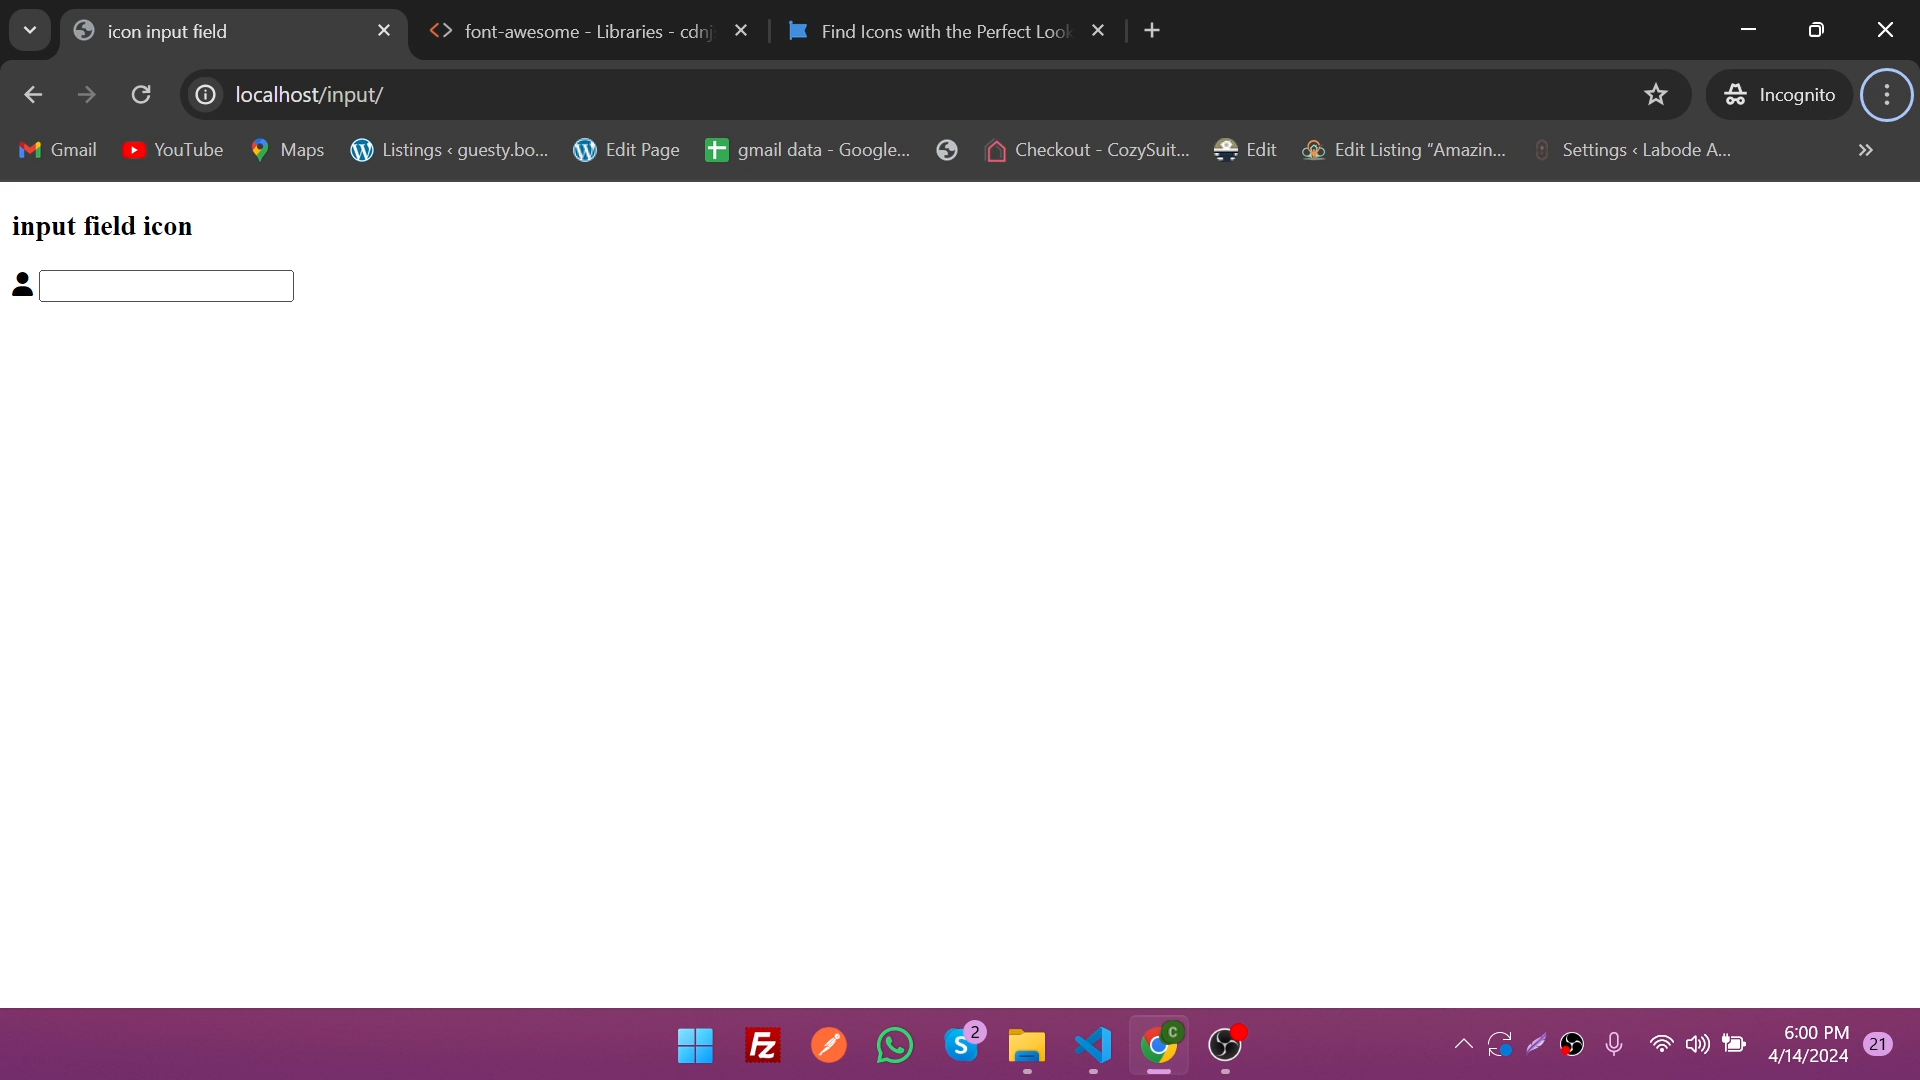 icon input field
font-awesome - Libraries - cdnj
Find Icons with the Perfect Look
localhost/input/
Incognito
Gmail
YouTube
Maps
Listings ‹ guesty.bo...
Edit Page
gmail data - Google...
Checkout - CozySuit...
Edit
Edit Listing “Amazin...
Settings ‹ Labode A...
input field icon
Fz
S
2
C
6:00 PM
4/14/2024
21